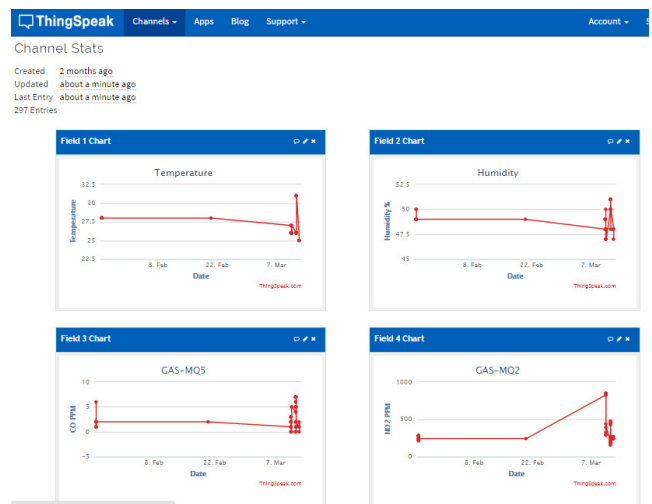 ThingSpeak Channels Apps Blog Support Account S
Channel Stats
Created 2 months ago
Updated about a minute ago
Last Entry about a minute ago
297 Entries
Field 1 Chart
Temperature
32.5
30
27.5
25
22.5
Temperature
8. Feb 22. Feb 7. Mar
Date
ThingSpeak.com
Field 2 Chart
Humidity
52.5
50
47.5
45
Humidity %
8. Feb 22. Feb 7. Mar
Date
ThingSpeak.com
Field 3 Chart
GAS-MQ5
10
5
0
-5
CO PPM
8. Feb 22. Feb 7. Mar
Date
ThingSpeak.com
Field 4 Chart
GAS-MQ2
1000
500
0
NO2 PPM
8. Feb 22. Feb 7. Mar
Date
ThingSpeak.com